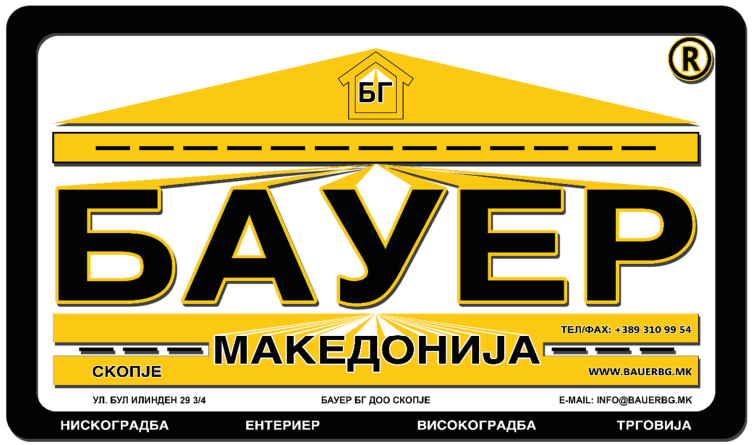 ®
БГ
БАУЕР
ТЕЛ/ФАХ: +389 310 99 54
МАКЕДОНИЈА
СКОПЈЕ
WWW.BAUERBG.MK
УЛ. БУЛ ИЛИНДЕН 29 3/4 БАУЕР БГ ДОО СКОПЈЕ E-MAIL: INFO@BAUERBG.MK
НИСКОГРАДБА ЕНТЕРИЕР ВИСОКОГРАДБА ТРГОВИЈА